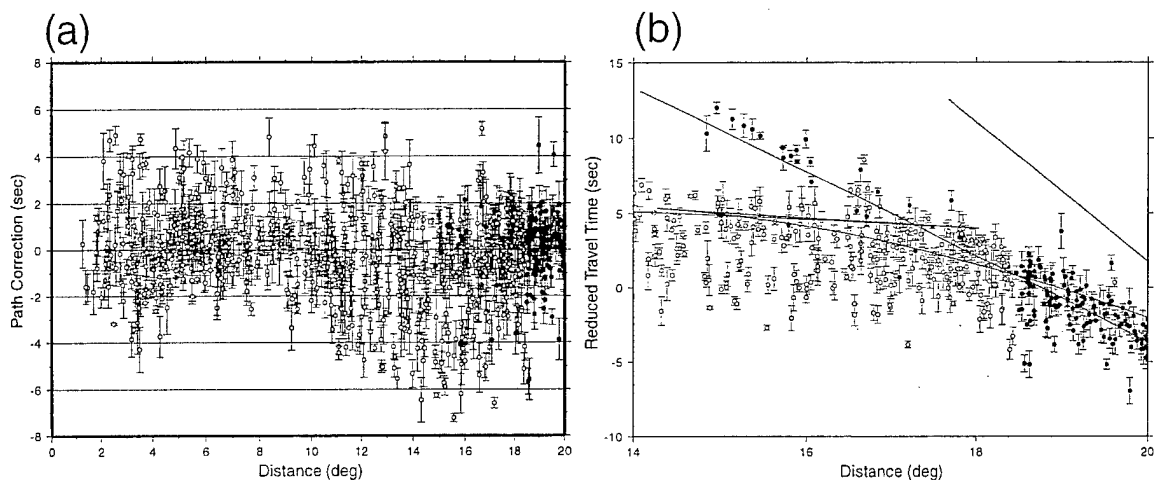 (a)
Path Correction (sec)
8
6
4
2
0
-2
-4
-6
-8
0 2 4 6 8 10 12 14 16 18 20
Distance (deg)
(b)
Reduced Travel Time (sec)
15
10
5
0
-5
-10
14 16 18 20
Distance (deg)